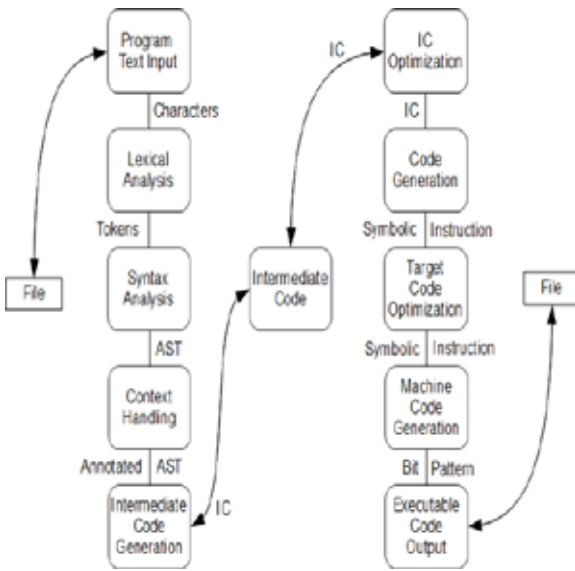 Program
Text Input
Characters
Lexical
Analysis
Tokens
Syntax
Analysis
File
AST
Context
Handling
Annotated AST
Intermediate
Code
Generation
IC
Intermediate
Code
IC
IC
Optimization
IC
Code
Generation
Symbolic Instruction
Target
Code
Optimization
File
Symbolic Instruction
Machine
Code
Generation
Bit Pattern
Executable
Code
Output